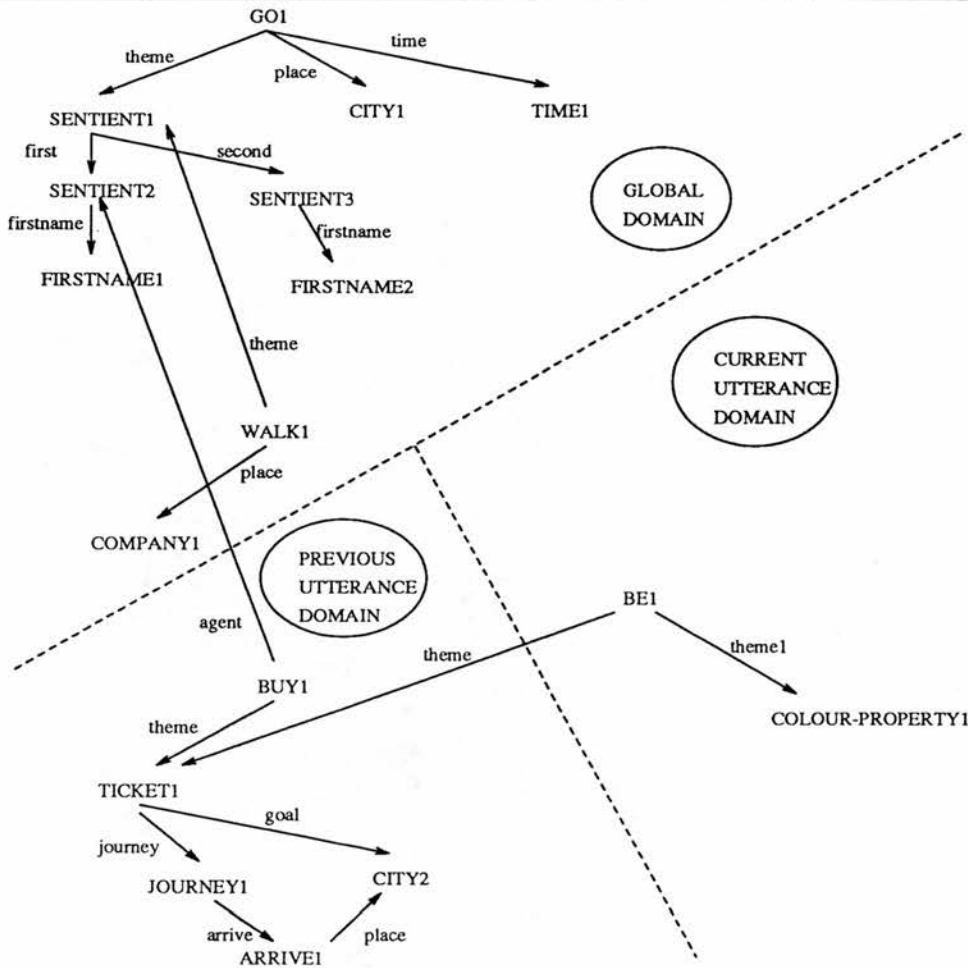 GO1
theme
place
time
SENTIENT1
CITY1
TIME1
first
second
SENTIENT2
SENTIENT3
GLOBAL
DOMAIN
firstname
firstname
FIRSTNAME1
FIRSTNAME2
theme
CURRENT
UTTERANCE
DOMAIN
WALK1
place
COMPANY1
PREVIOUS
UTTERANCE
DOMAIN
BE1
agent
theme
theme1
BUY1
COLOUR-PROPERTY1
theme
TICKET1
goal
journey
JOURNEY1
CITY2
arrive
place
ARRIVE1